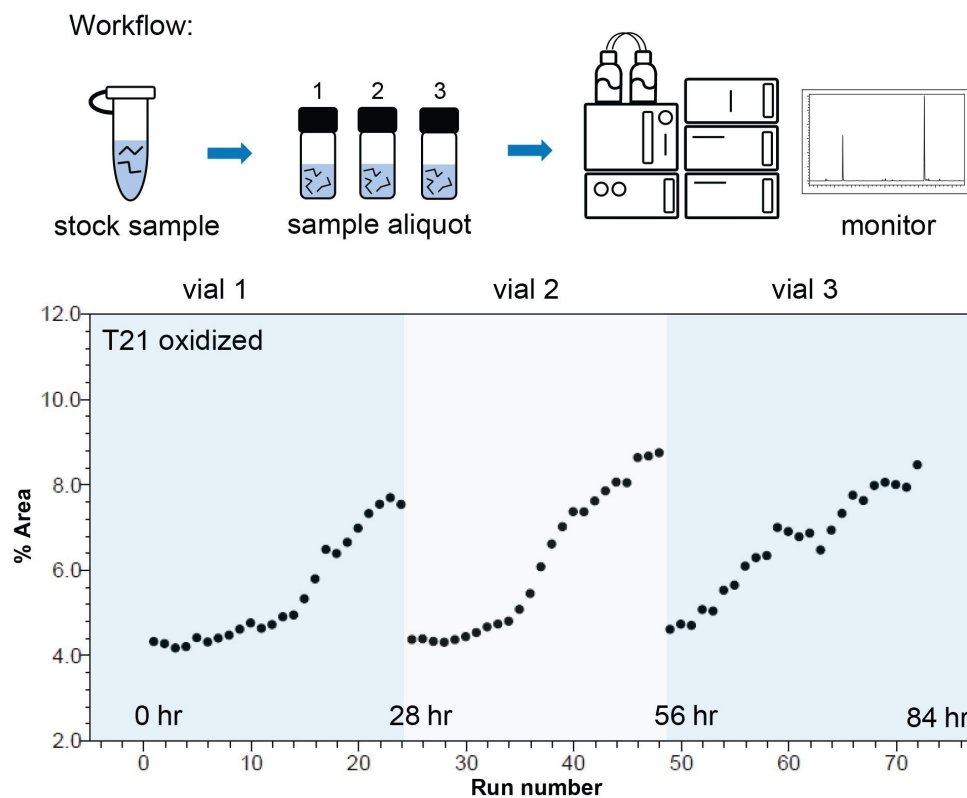 Workflow:
1 2 3
stock sample
sample aliquot
monitor
vial 1 vial 2 vial 3
T21 oxidized
% Area
12.0
10.0
8.0
6.0
4.0
2.0
0 hr 28 hr 56 hr 84 hr
0 10 20 30 40 50 60 70
Run number